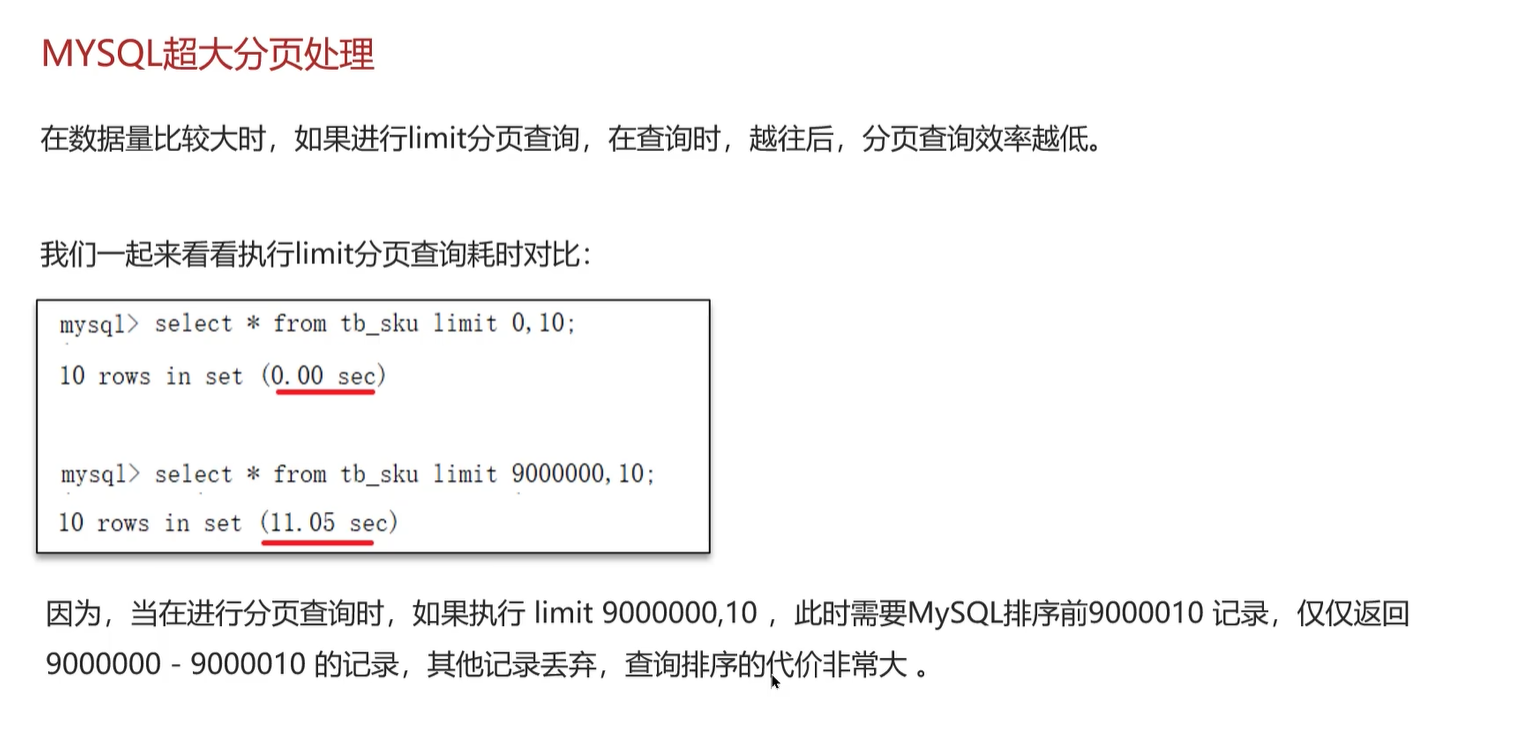 MYSQL超大分页处理
在数据量比较大时，如果进行limit分页查询，在查询时，越往后，分页查询效率越低。
我们一起来看看执行limit分页查询耗时对比：
mysql> select * from tb_sku limit 0,10;
10 rows in set (0.00 sec)
mysql> select * from tb_sku limit 9000000,10;
10 rows in set (11.05 sec)
因为，当在进行分页查询时，如果执行 limit 9000000,10 ，此时需要MySQL排序前9000010 记录，仅仅返回
9000000 - 9000010 的记录，其他记录丢弃，查询排序的代价非常大 。